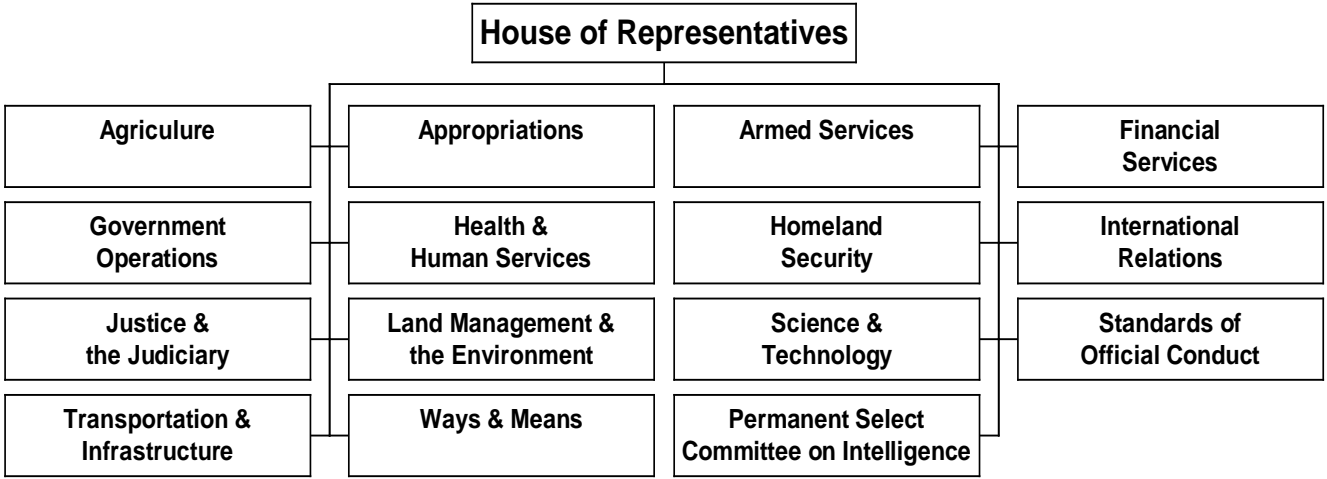 House of Representatives
Agriculure
Appropriations
Armed Services
Financial
Services
Government
Operations
Health &
Human Services
Homeland
Security
International
Relations
Justice &
the Judiciary
Land Management &
the Environment
Science &
Technology
Standards of
Official Conduct
Transportation &
Infrastructure
Ways & Means
Permanent Select
Committee on Intelligence